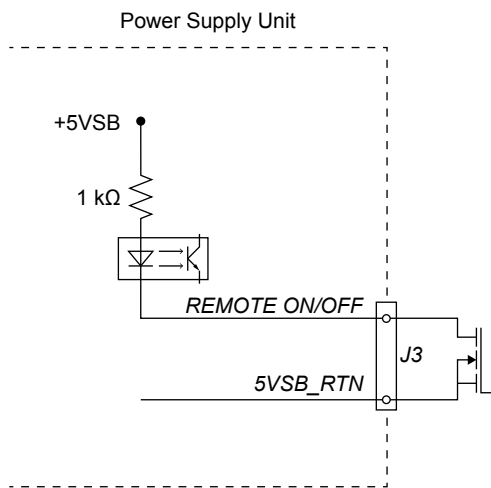 Power Supply Unit
+5VSB
1 kΩ
REMOTE ON/OFF
J3
5VSB_RTN